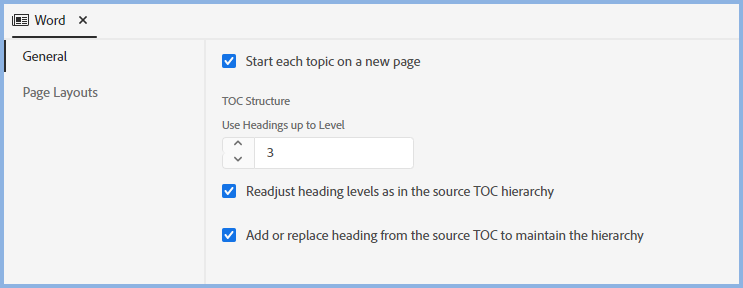 Word
General
Page Layouts
Start each topic on a new page
TOC Structure
Use Headings up to Level
3
Readjust heading levels as in the source TOC hierarchy
Add or replace heading from the source TOC to maintain the hierarchy